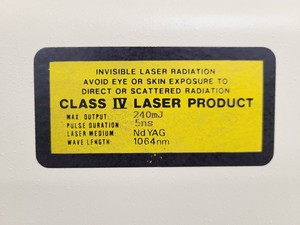 INVISIBLE LASER RADIATION
AVOID EYE OR SKIN EXPOSURE TO
DIRECT OR SCATTERED RADIATION
CLASS IV LASER PRODUCT
MAX. OUTPUT: 240mJ
PULSE DURATION: 5ns
LASER MEDIUM: Nd YAG
WAVE LENGTH: 1064nm